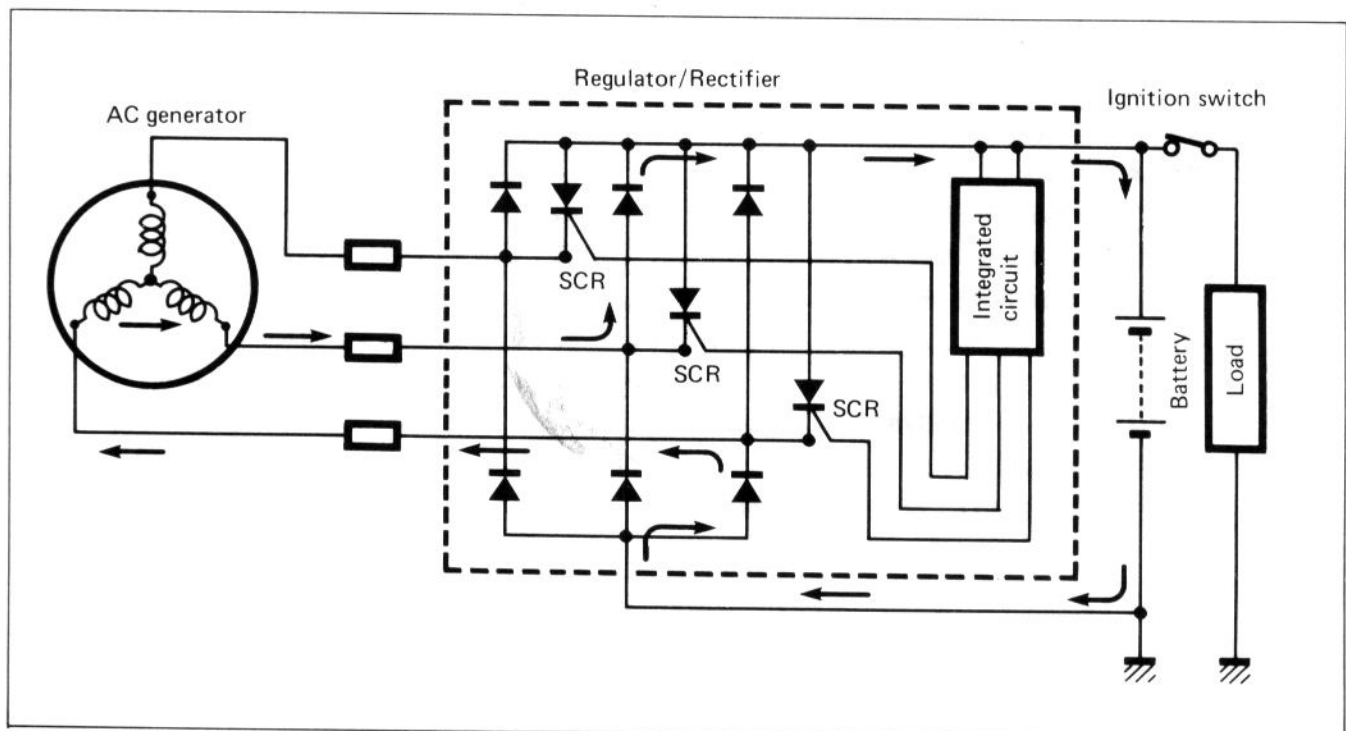 Regulator/Rectifier
Ignition switch
AC generator
SCR
SCR
SCR
Integrated
circuit
Battery
Load